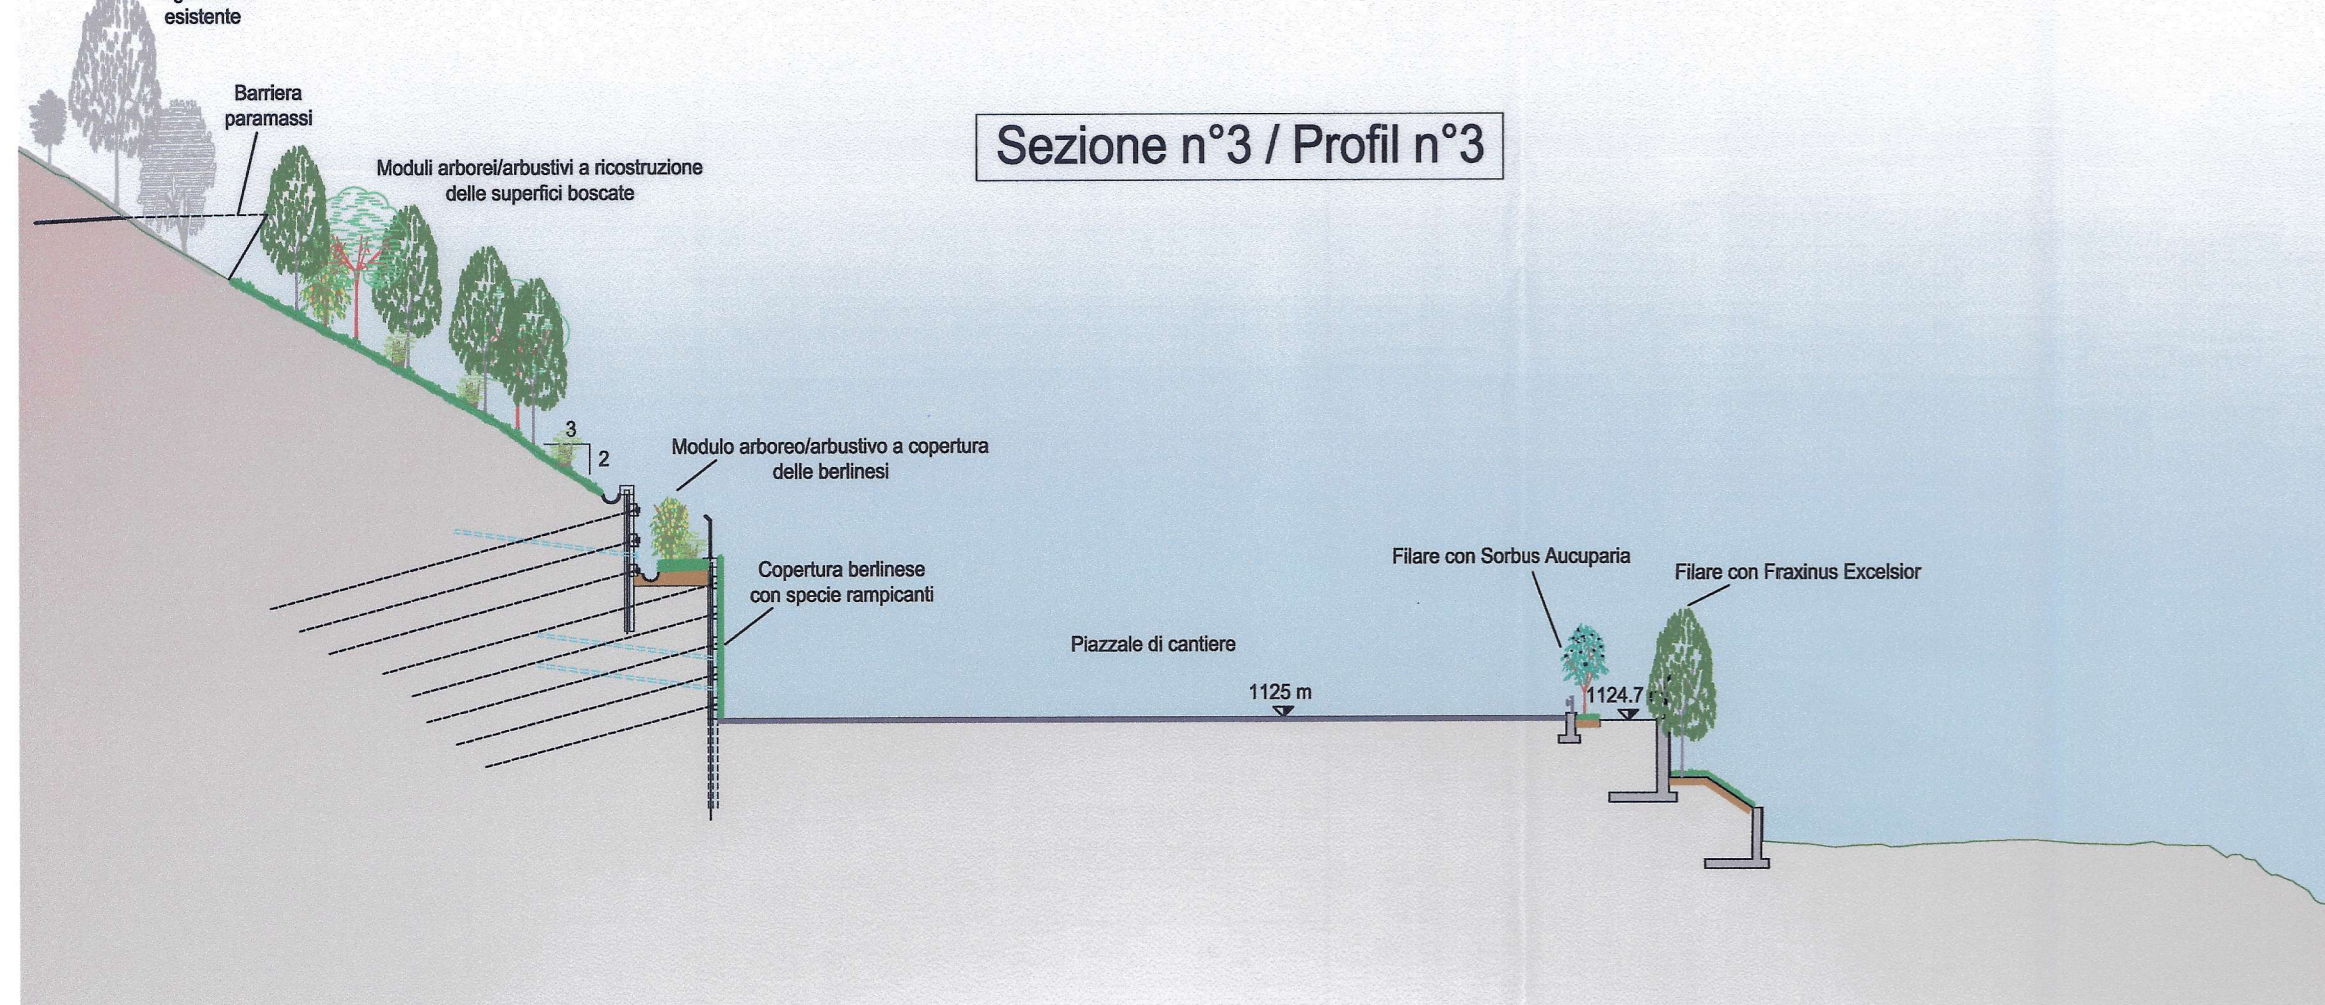 esistente
Barriera
paramassi
Moduli arborei/arbustivi a ricostruzione
delle superfici boscate
Sezione n°3 / Profil n°3
3
2
Modulo arboreo/arbustivo a copertura
delle berlinesi
Copertura berlinese
con specie rampicanti
Filare con Sorbus Aucuparia
Filare con Fraxinus Excelsior
Piazzale di cantiere
1125 m
1124.7